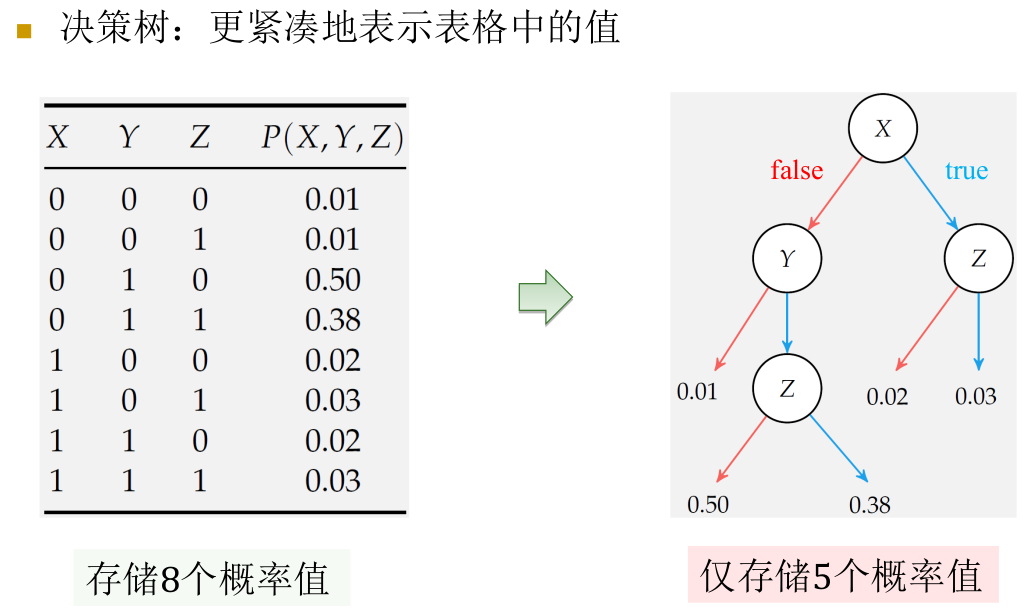 决策树：更紧凑地表示表格中的值
X Y Z P(X, Y, Z)
0 0 0 0.01
0 0 1 0.01
0 1 0 0.50
0 1 1 0.38
1 0 0 0.02
1 0 1 0.03
1 1 0 0.02
1 1 1 0.03
存储8个概率值
X
false true
Y Z
0.01 Z 0.02 0.03
0.50 0.38
仅存储5个概率值